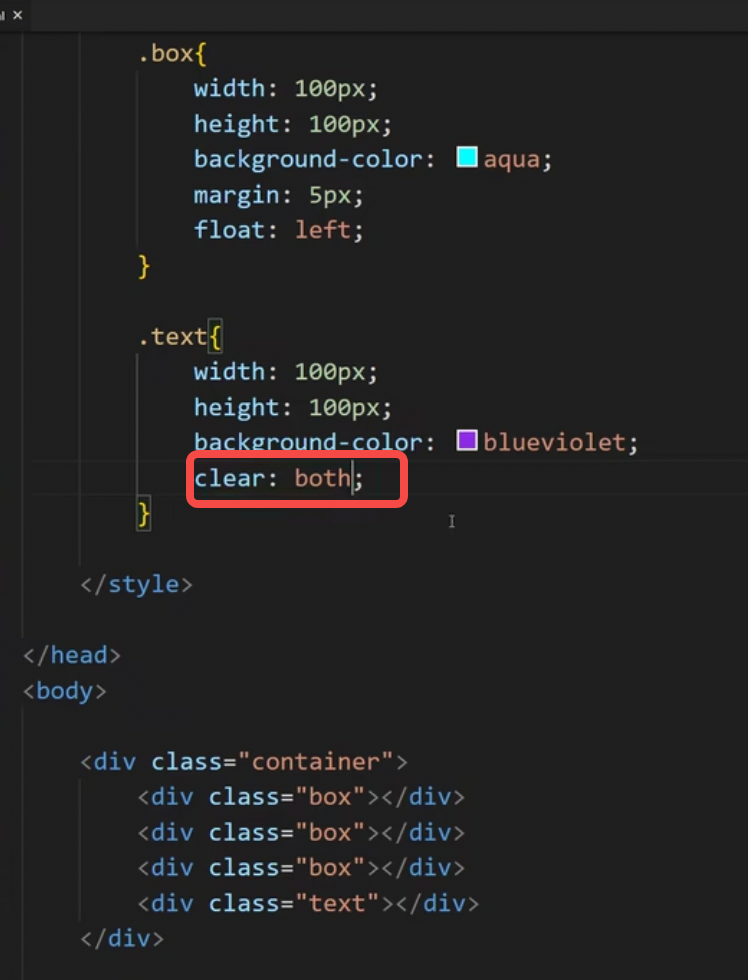 .box{
width: 100px;
height: 100px;
background-color: aqua;
margin: 5px;
float: left;
}
.text{
width: 100px;
height: 100px;
background-color: blueviolet;
clear: both;
}
</style>
</head>
<body>
<div class="container">
<div class="box"></div>
<div class="box"></div>
<div class="box"></div>
<div class="text"></div>
</div>